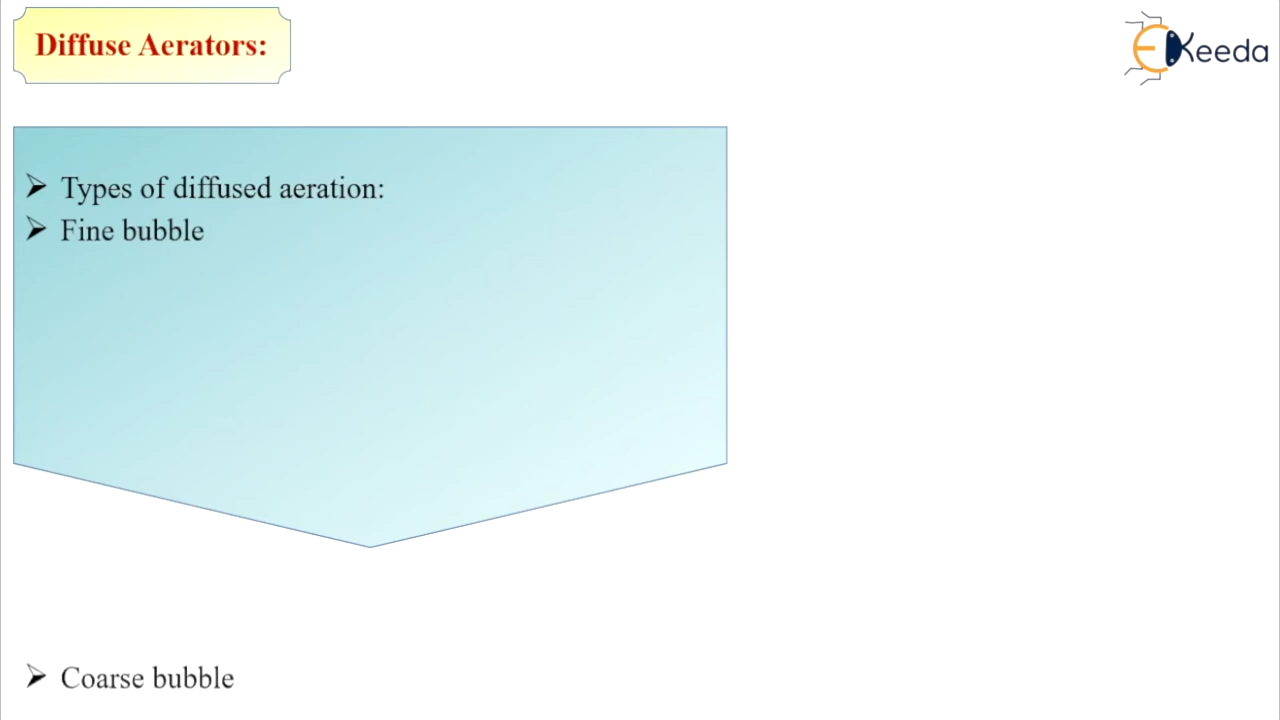 Diffuse Aerators:
EKeeda
➢ Types of diffused aeration:
➢ Fine bubble
➢ Coarse bubble